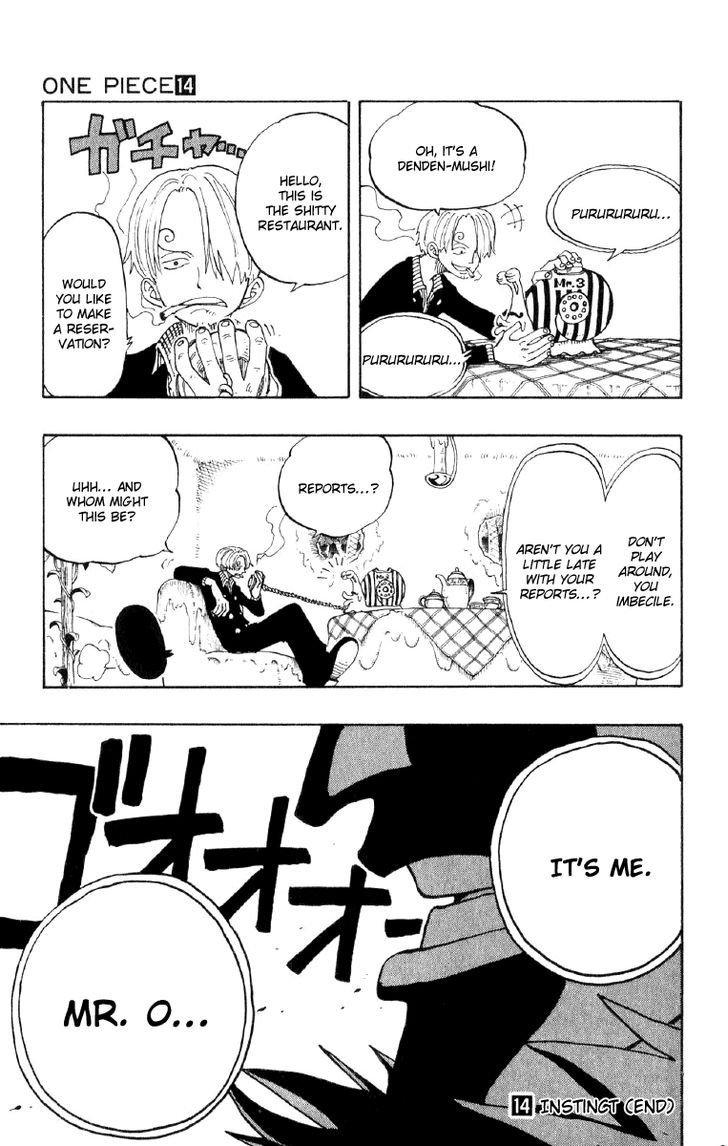 ONE PIECE 14
OH, IT'S A
DENDEN-MUSHI!
PURURURURU...
Mr.3
PURURURURU...
ガチャ...
HELLO,
THIS IS
THE SHITTY
RESTAURANT.
WOULD
YOU LIKE
TO MAKE
A RESER-
VATION?
DON'T
PLAY
AROUND,
YOU
IMBECILE.
AREN'T YOU A
LITTLE LATE
WITH YOUR
REPORTS...?
REPORTS...?
UHH... AND
WHOM MIGHT
THIS BE?
Mr.3
IT'S ME.
ゴオオオー
MR. 0...
14 INSTINCT (END)